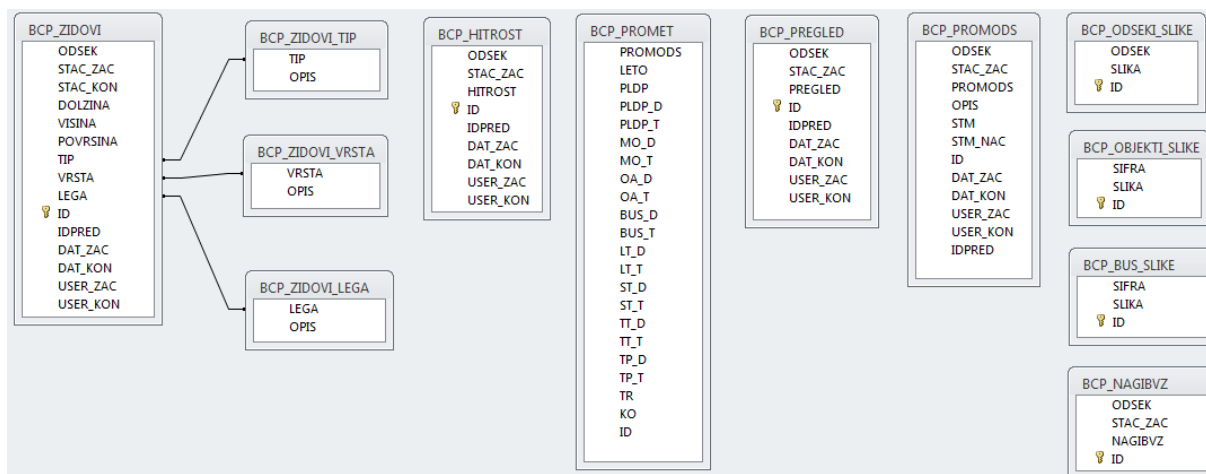 BCP_ZIDOVI
ODSEK
STAC_ZAC
STAC_KON
DOLZINA
VISINA
POVRSINA
TIP
VRSTA
LEGA
ID
IDPRED
DAT_ZAC
DAT_KON
USER_ZAC
USER_KON
BCP_ZIDOVI_TIP
TIP
OPIS
BCP_ZIDOVI_VRSTA
VRSTA
OPIS
BCP_ZIDOVI_LEGA
LEGA
OPIS
BCP_HITROST
ODSEK
STAC_ZAC
HITROST
ID
IDPRED
DAT_ZAC
DAT_KON
USER_ZAC
USER_KON
BCP_PROMET
PROMODS
LETO
PLDP
PLDP_D
PLDP_T
MO_D
MO_T
OA_D
OA_T
BUS_D
BUS_T
LT_D
LT_T
ST_D
ST_T
TT_D
TT_T
TP_D
TP_T
TR
KO
ID
BCP_PREGLED
ODSEK
STAC_ZAC
PREGLED
ID
IDPRED
DAT_ZAC
DAT_KON
USER_ZAC
USER_KON
BCP_PROMODS
ODSEK
STAC_ZAC
PROMODS
OPIS
STM
STM_NAC
ID
DAT_ZAC
DAT_KON
USER_ZAC
USER_KON
IDPRED
BCP_ODSEKI_SLIKE
ODSEK
SLIKA
ID
BCP_OBJEKTI_SLIKE
SIFRA
SLIKA
ID
BCP_BUS_SLIKE
SIFRA
SLIKA
ID
BCP_NAGIBVZ
ODSEK
STAC_ZAC
NAGIBVZ
ID